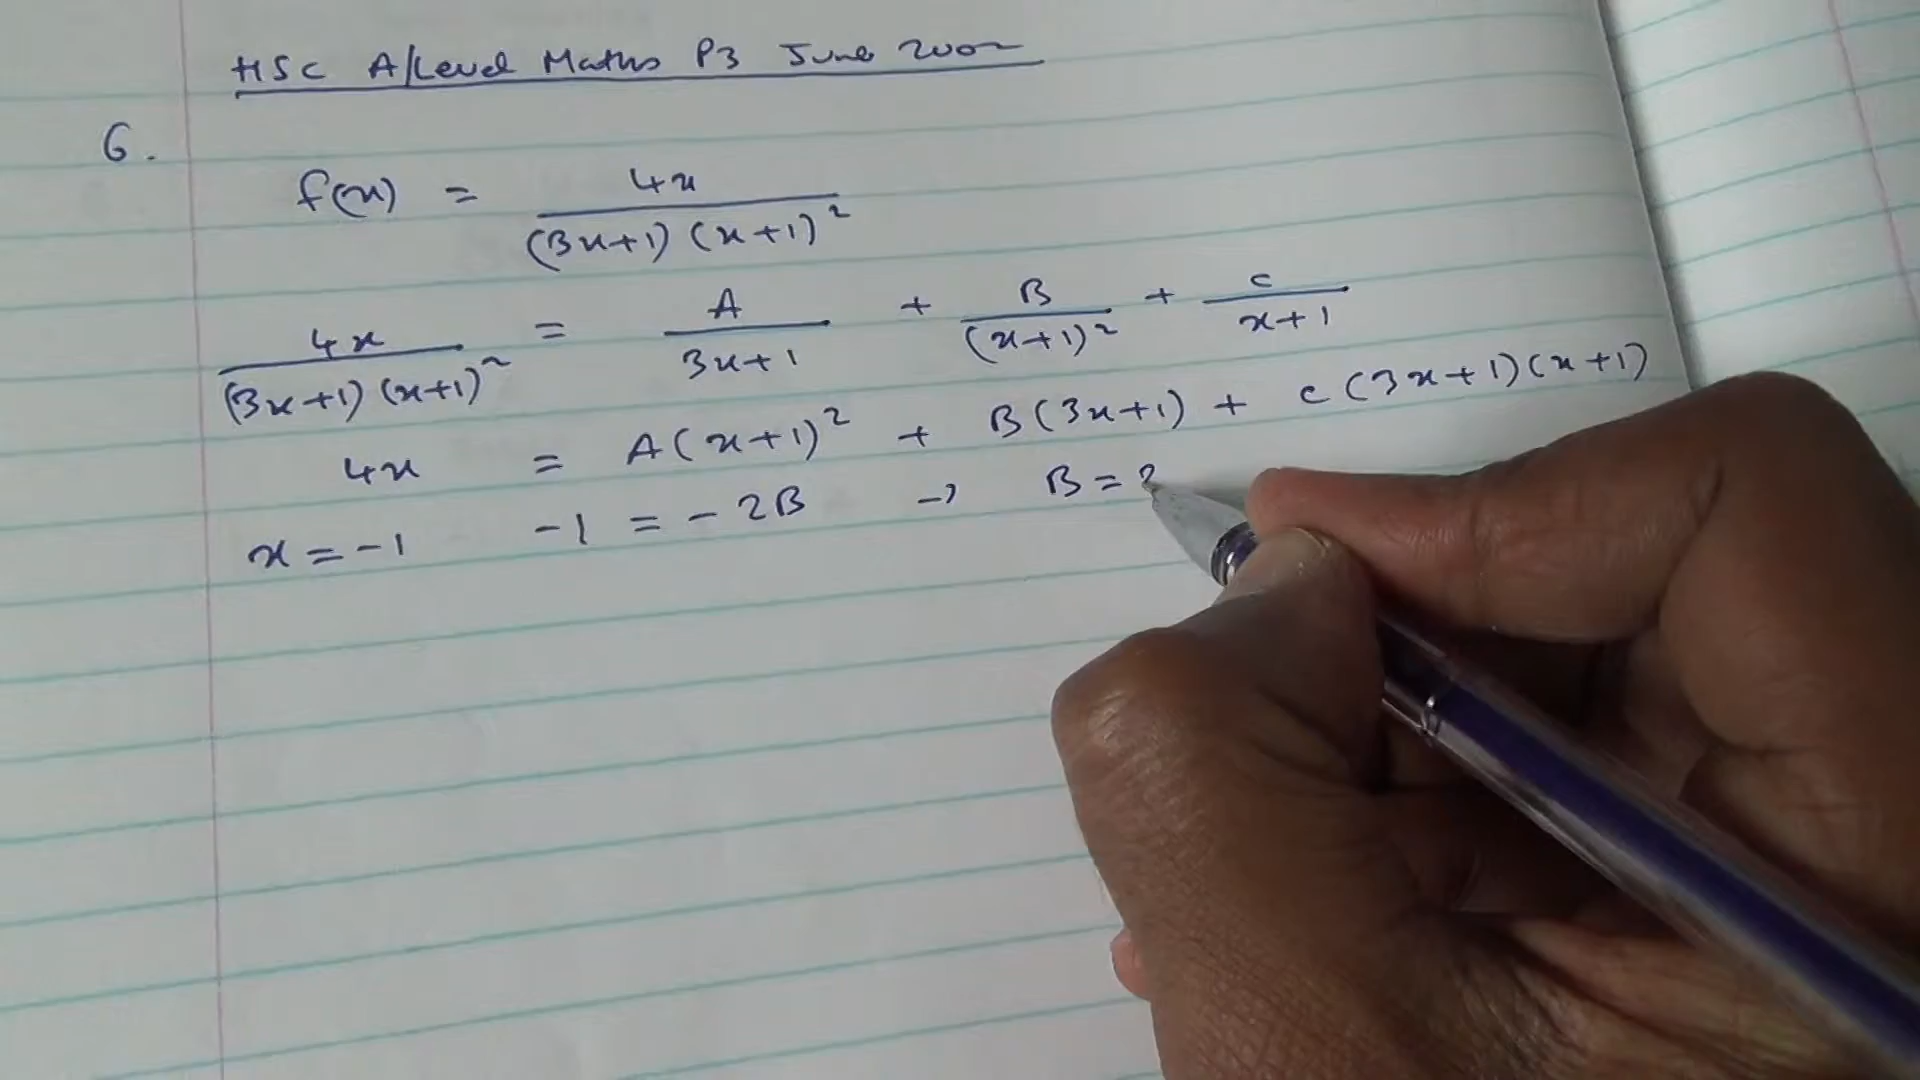 HSC A/Level Maths P3 June 2002
6.
f(x) = 4x / (3x+1)(x+1)²
4x / (3x+1)(x+1)² = A / 3x+1 + B / (x+1)² + C / x+1
4x = A(x+1)² + B(3x+1) + C(3x+1)(x+1)
x = -1 -1 = -2B → B = 2